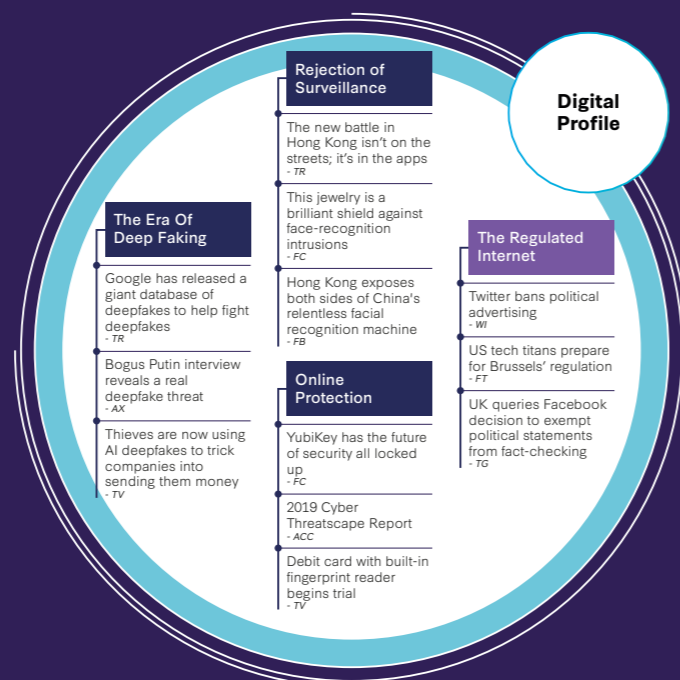 Digital
Profile
Rejection of
Surveillance
The new battle in
Hong Kong isn't on the
streets; it's in the apps
- TR
This jewelry is a
brilliant shield against
face-recognition
intrusions
- FC
Hong Kong exposes
both sides of China's
relentless facial
recognition machine
- FB
The Era Of
Deep Faking
Google has released a
giant database of
deepfakes to help fight
deepfakes
- TR
Bogus Putin interview
reveals a real
deepfake threat
- AX
Thieves are now using
AI deepfakes to trick
companies into
sending them money
- TV
Online
Protection
YubiKey has the future
of security all locked
up
- FC
2019 Cyber
Threatscape Report
- ACC
Debit card with built-in
fingerprint reader
begins trial
- TV
The Regulated
Internet
Twitter bans political
advertising
- WI
US tech titans prepare
for Brussels' regulation
- FT
UK queries Facebook
decision to exempt
political statements
from fact-checking
- TG